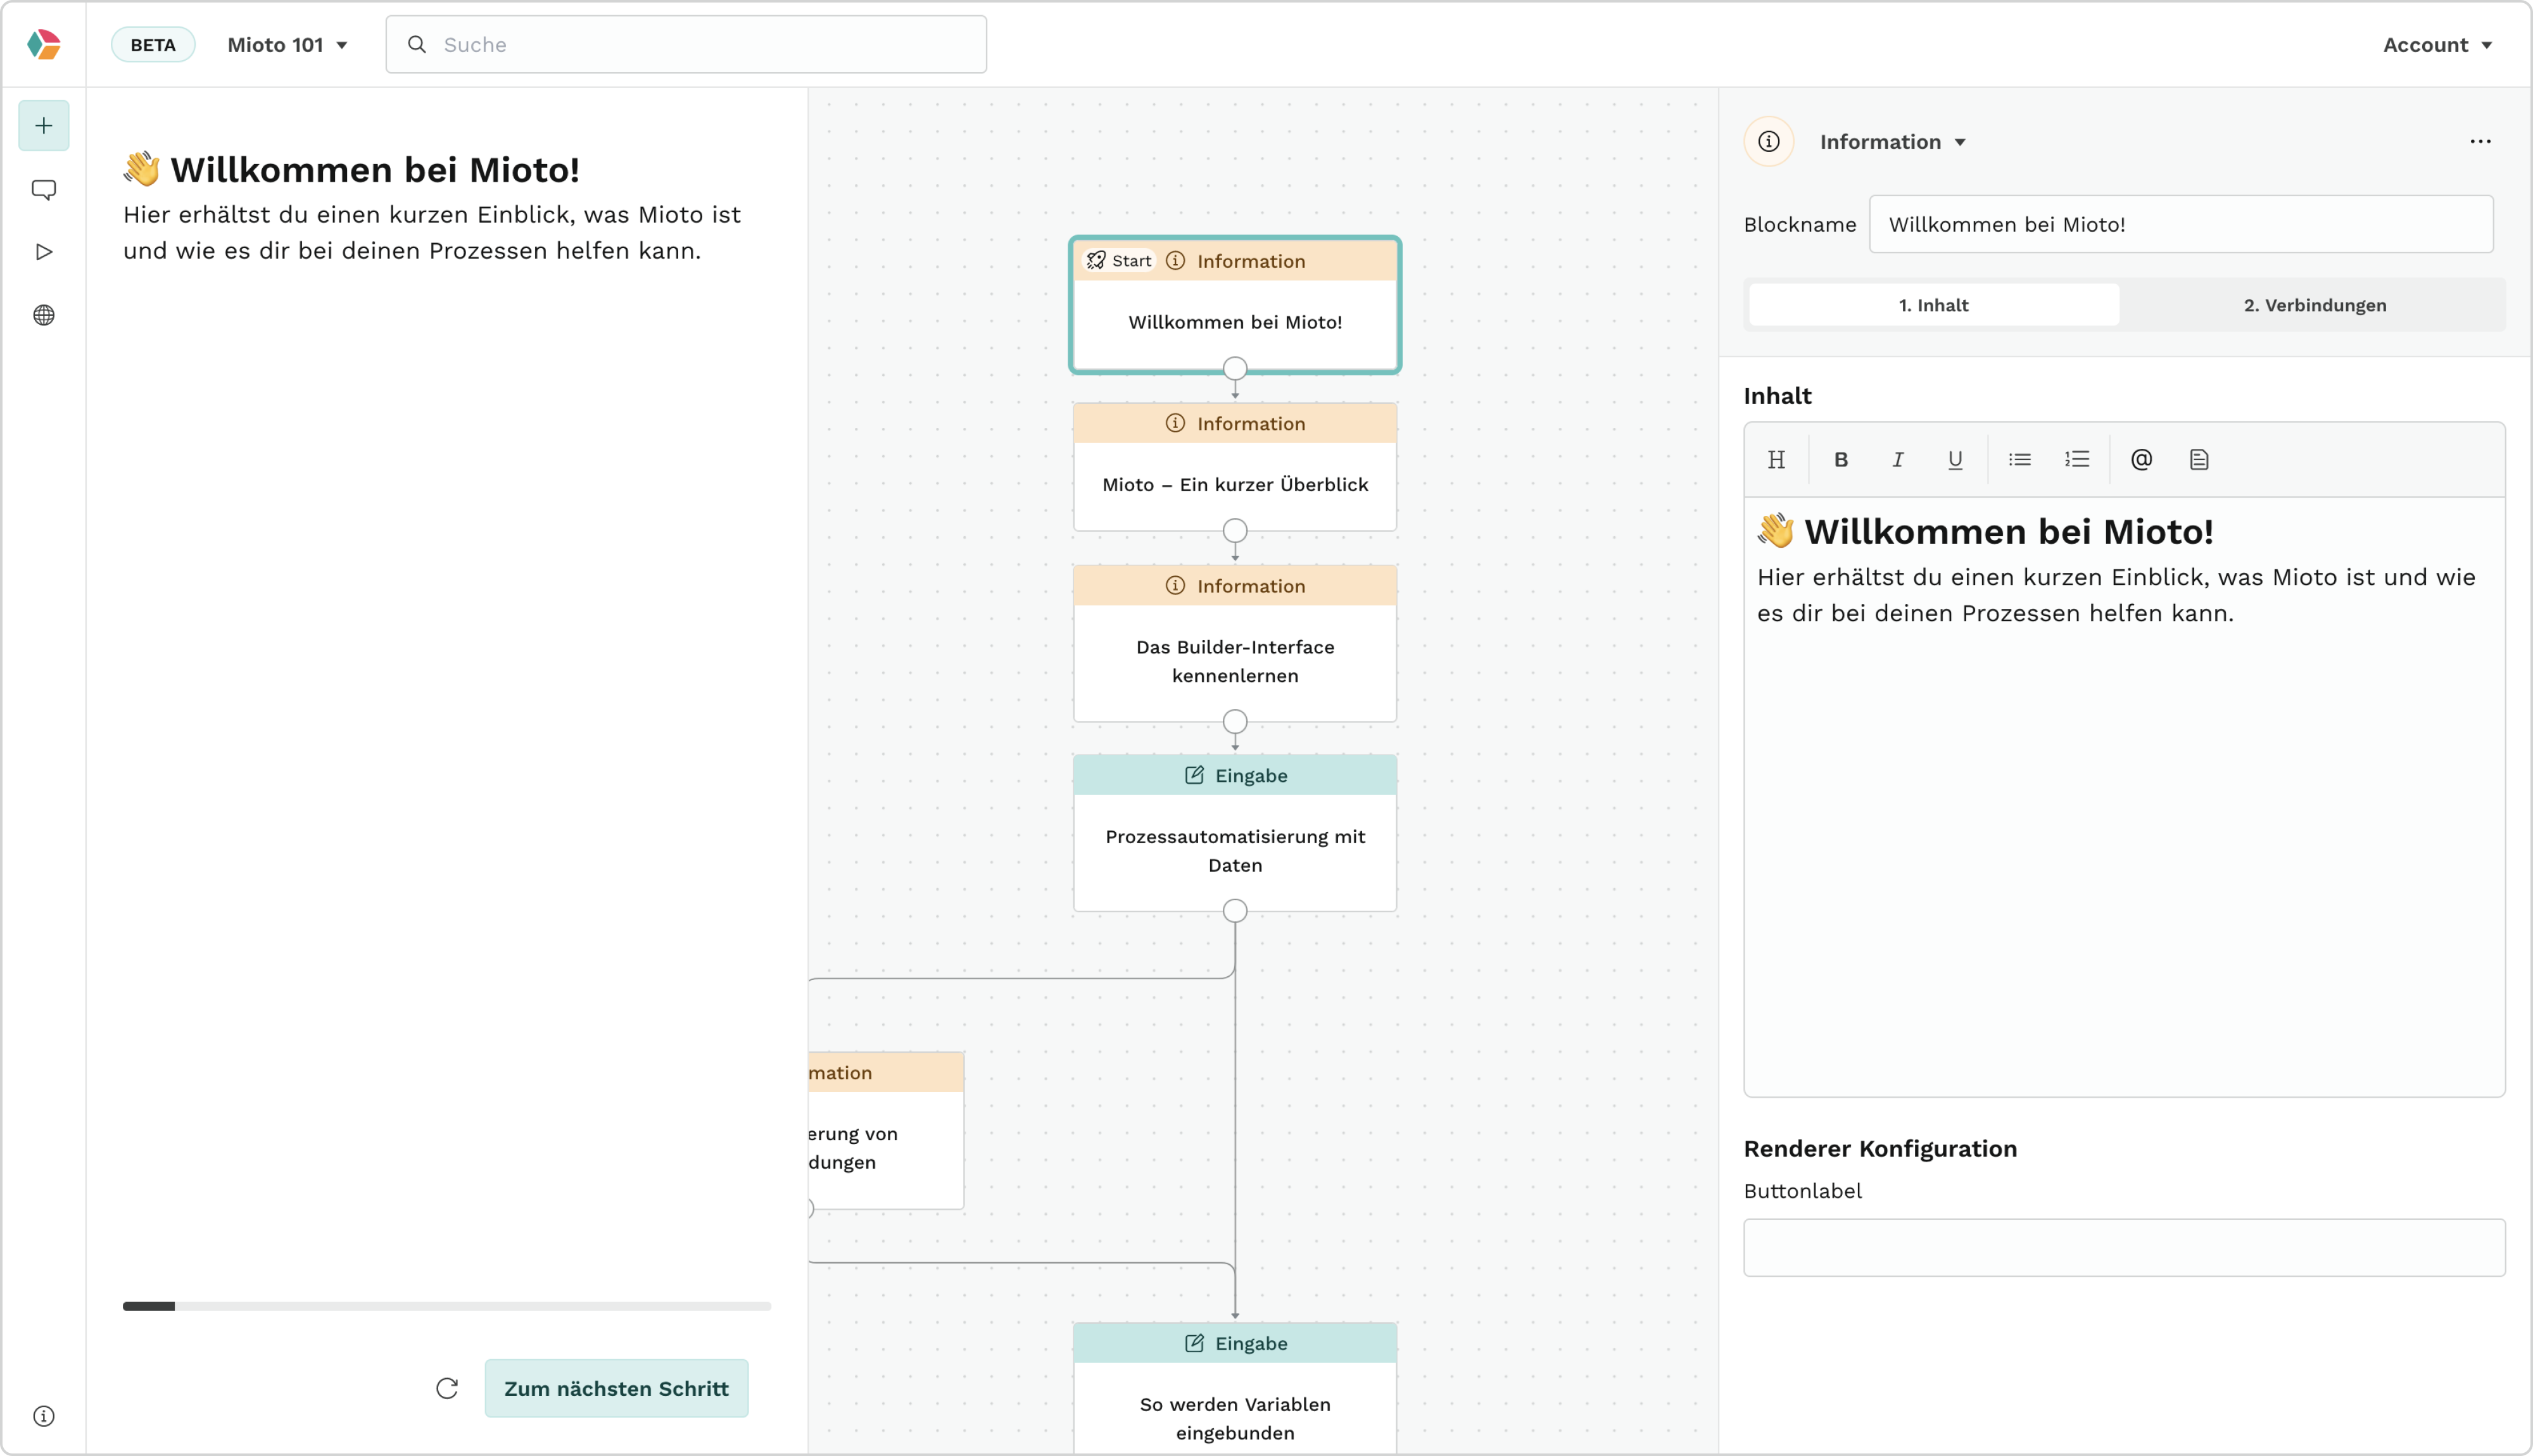 BETA
Mioto 101
Suche
Account
👋 Willkommen bei Mioto!
Hier erhältst du einen kurzen Einblick, was Mioto ist
und wie es dir bei deinen Prozessen helfen kann.
Zum nächsten Schritt
Start
Information
Willkommen bei Mioto!
Information
Mioto – Ein kurzer Überblick
Information
Das Builder-Interface
kennenlernen
Eingabe
Prozessautomatisierung mit
Daten
mation
erung von
dungen
Eingabe
So werden Variablen
eingebunden
Information
Blockname
Willkommen bei Mioto!
1. Inhalt
2. Verbindungen
Inhalt
H B I U @
👋 Willkommen bei Mioto!
Hier erhältst du einen kurzen Einblick, was Mioto ist und wie
es dir bei deinen Prozessen helfen kann.
Renderer Konfiguration
Buttonlabel